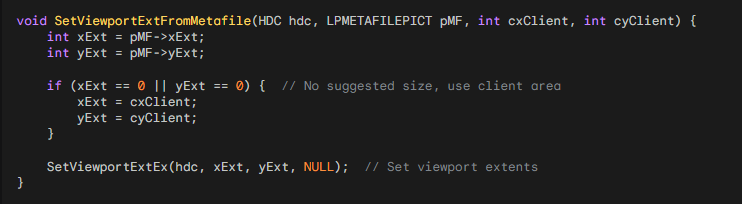 void SetViewportExtFromMetafile(HDC hdc, LPMETAFILEPICT pMF, int cxClient, int cyClient) {
    int xExt = pMF->xExt;
    int yExt = pMF->yExt;

    if (xExt == 0 || yExt == 0) {  // No suggested size, use client area
        xExt = cxClient;
        yExt = cyClient;
    }

    SetViewportExtEx(hdc, xExt, yExt, NULL);  // Set viewport extents
}